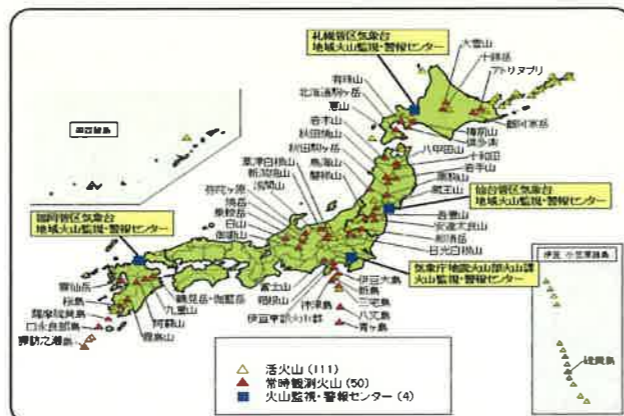 札幌管区気象台
地域火山監視・警報センター
大雪山
十勝岳
アトサヌプリ
有珠山
北海道駒ヶ岳
恵山
岩木山
秋田焼山
秋田駒ヶ岳
雌阿寒岳
樽前山
倶多楽
八甲田山
十和田
岩手山
栗駒山
蔵王山
草津白根山
新潟焼山
浅間山
鳥海山
磐梯山
弥陀ヶ原
焼岳
乗鞍岳
白山
御嶽山
仙台管区気象台
地域火山監視・警報センター
吾妻山
安達太良山
那須岳
日光白根山
福岡管区気象台
地域火山監視・警報センター
気象庁地震火山部火山課
火山監視・警報センター
伊豆 小笠原諸島
硫黄島
雲仙岳
桜島
薩摩硫黄島
口永良部島
諏訪之瀬島
鶴見岳・伽藍岳
九重山
阿蘇山
霧島山
富士山
箱根山
伊豆東部火山群
伊豆大島
新島
神津島
三宅島
八丈島
青ヶ島
活火山 (111)
常時観測火山 (50)
火山監視・警報センター (4)